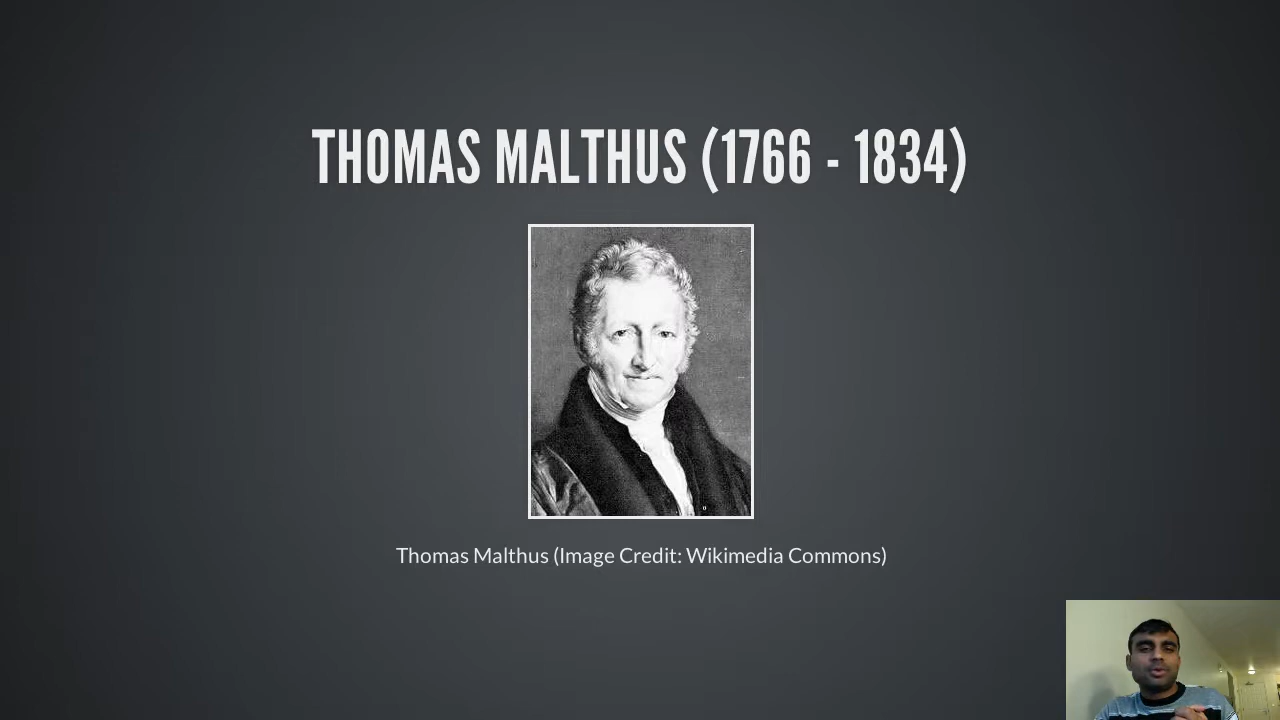 THOMAS MALTHUS (1766 - 1834)
Thomas Malthus (Image Credit: Wikimedia Commons)